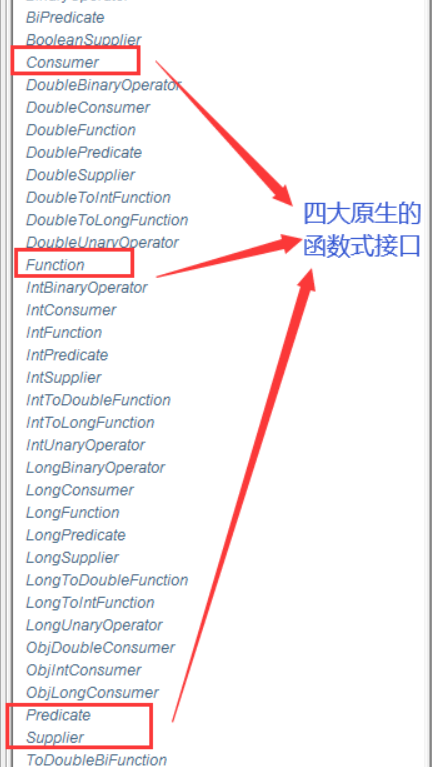 BiPredicate
BooleanSupplier
Consumer
DoubleBinaryOperator
DoubleConsumer
DoubleFunction
DoublePredicate
DoubleSupplier
DoubleToIntFunction
DoubleToLongFunction
DoubleUnaryOperator
Function
IntBinaryOperator
IntConsumer
IntFunction
IntPredicate
IntSupplier
IntToDoubleFunction
IntToLongFunction
IntUnaryOperator
LongBinaryOperator
LongConsumer
LongFunction
LongPredicate
LongSupplier
LongToDoubleFunction
LongToIntFunction
LongUnaryOperator
ObjDoubleConsumer
ObjIntConsumer
ObjLongConsumer
Predicate
Supplier
ToDoubleBiFunction
四大原生的
函数式接口